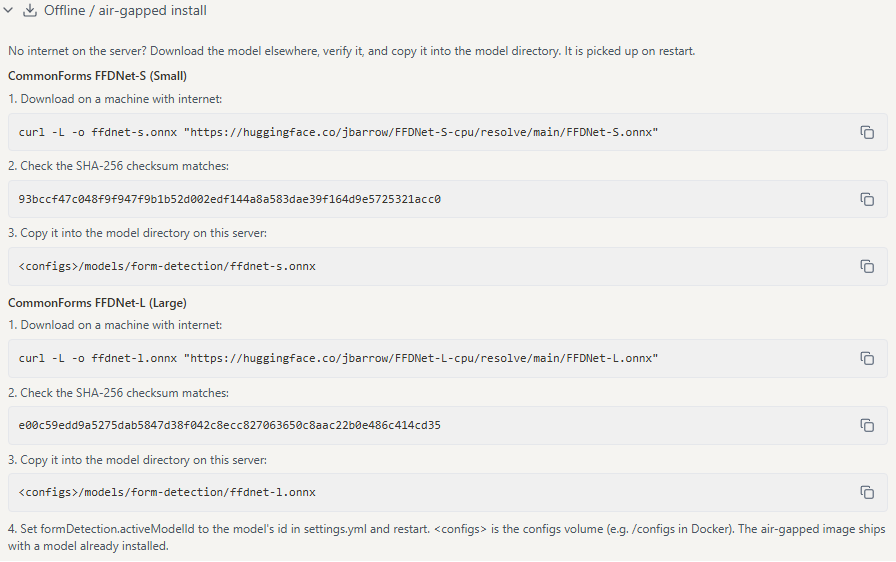 Offline / air-gapped install
No internet on the server? Download the model elsewhere, verify it, and copy it into the model directory. It is picked up on restart.
CommonForms FFDNet-S (Small)
1. Download on a machine with internet:
curl -L -o ffdnet-s.onnx "https://huggingface.co/jbarrow/FFDNet-S-cpu/resolve/main/FFDNet-S.onnx"
2. Check the SHA-256 checksum matches:
93bccf47c048f9f947f9b1b52d002edf144a8a583dae39f164d9e5725321acc0
3. Copy it into the model directory on this server:
<configs>/models/form-detection/ffdnet-s.onnx
CommonForms FFDNet-L (Large)
1. Download on a machine with internet:
curl -L -o ffdnet-l.onnx "https://huggingface.co/jbarrow/FFDNet-L-cpu/resolve/main/FFDNet-L.onnx"
2. Check the SHA-256 checksum matches:
e00c59edd9a5275dab5847d38f042c8ecc827063650c8aac22b0e486c414cd35
3. Copy it into the model directory on this server:
<configs>/models/form-detection/ffdnet-l.onnx
4. Set formDetection.activeModelId to the model's id in settings.yml and restart. <configs> is the configs volume (e.g. /configs in Docker). The air-gapped image ships
with a model already installed.